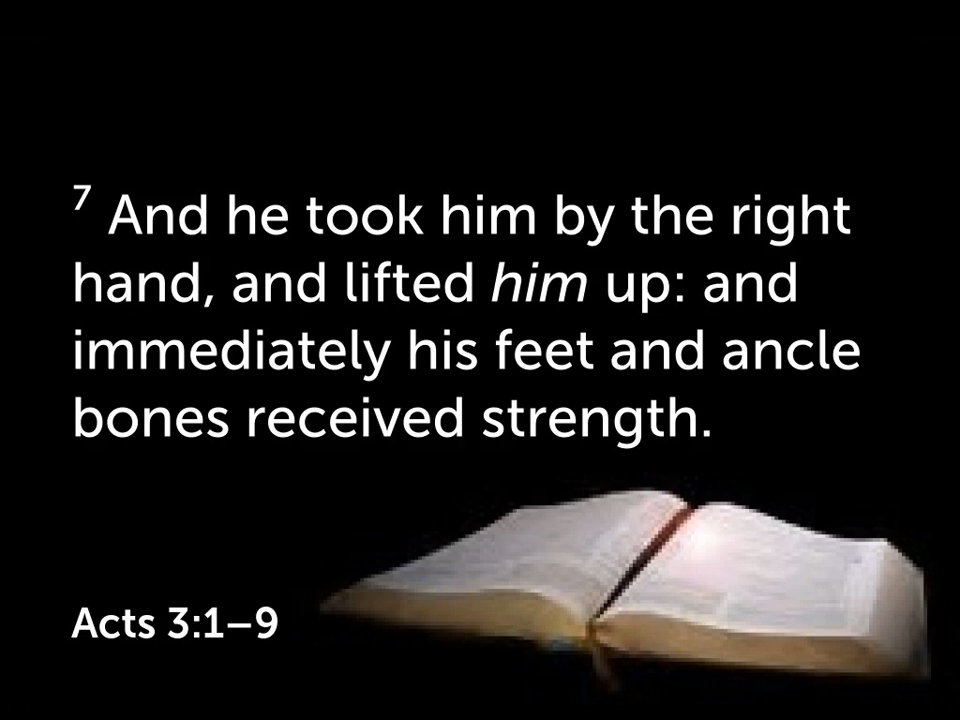 7 And he took him by the right
hand, and lifted him up: and
immediately his feet and ancle
bones received strength.
Acts 3:1–9